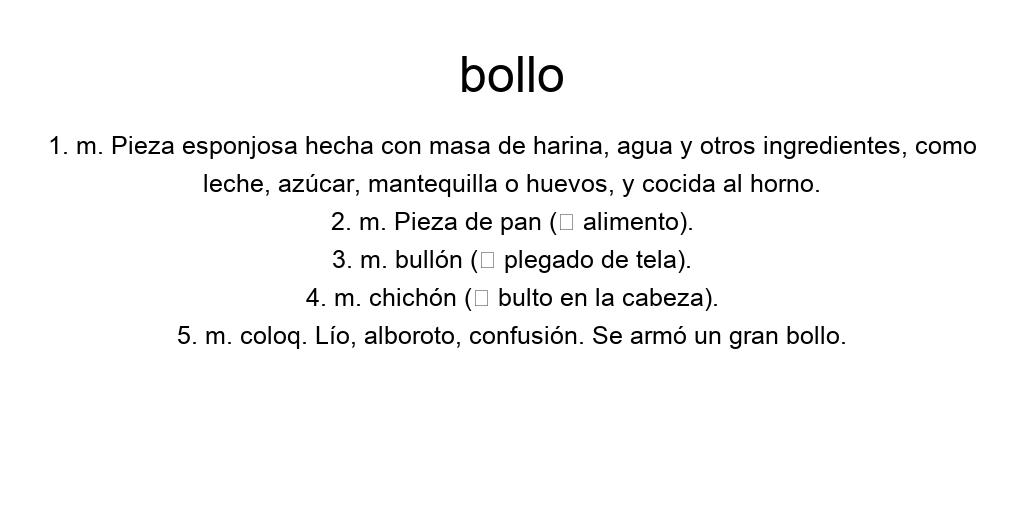 bollo
1. m. Pieza esponjosa hecha con masa de harina, agua y otros ingredientes, como
leche, azúcar, mantequilla o huevos, y cocida al horno.
2. m. Pieza de pan (□ alimento).
3. m. bullón (□ plegado de tela).
4. m. chichón (□ bulto en la cabeza).
5. m. coloq. Lío, alboroto, confusión. Se armó un gran bollo.